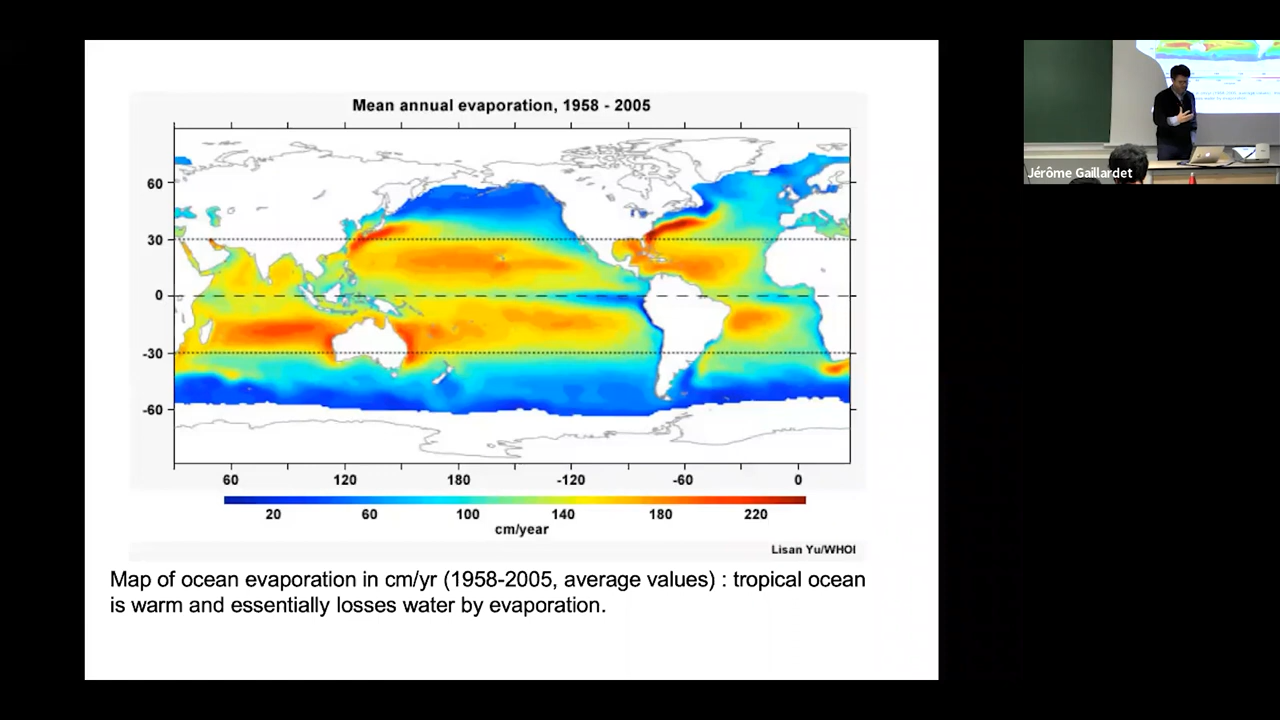 Mean annual evaporation, 1958 - 2005
60
30
0
-30
-60
60 120 180 -120 -60 0
20 60 100 140 180 220
cm/year
Lisan Yu/WHOI
Map of ocean evaporation in cm/yr (1958-2005, average values) : tropical ocean
is warm and essentially losses water by evaporation.
Jérôme Gaillardet